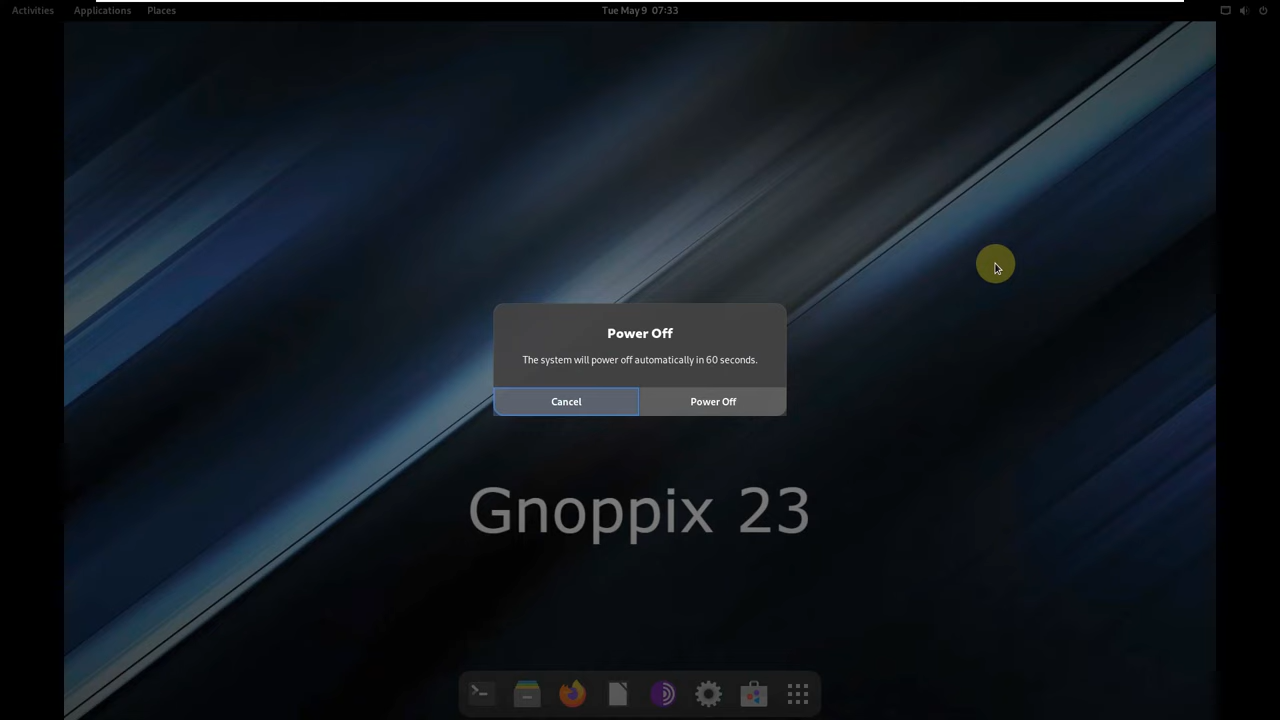 Activities Applications Places Tue May 9 07:33
Power Off
The system will power off automatically in 60 seconds.
Cancel Power Off
Gnoppix 23